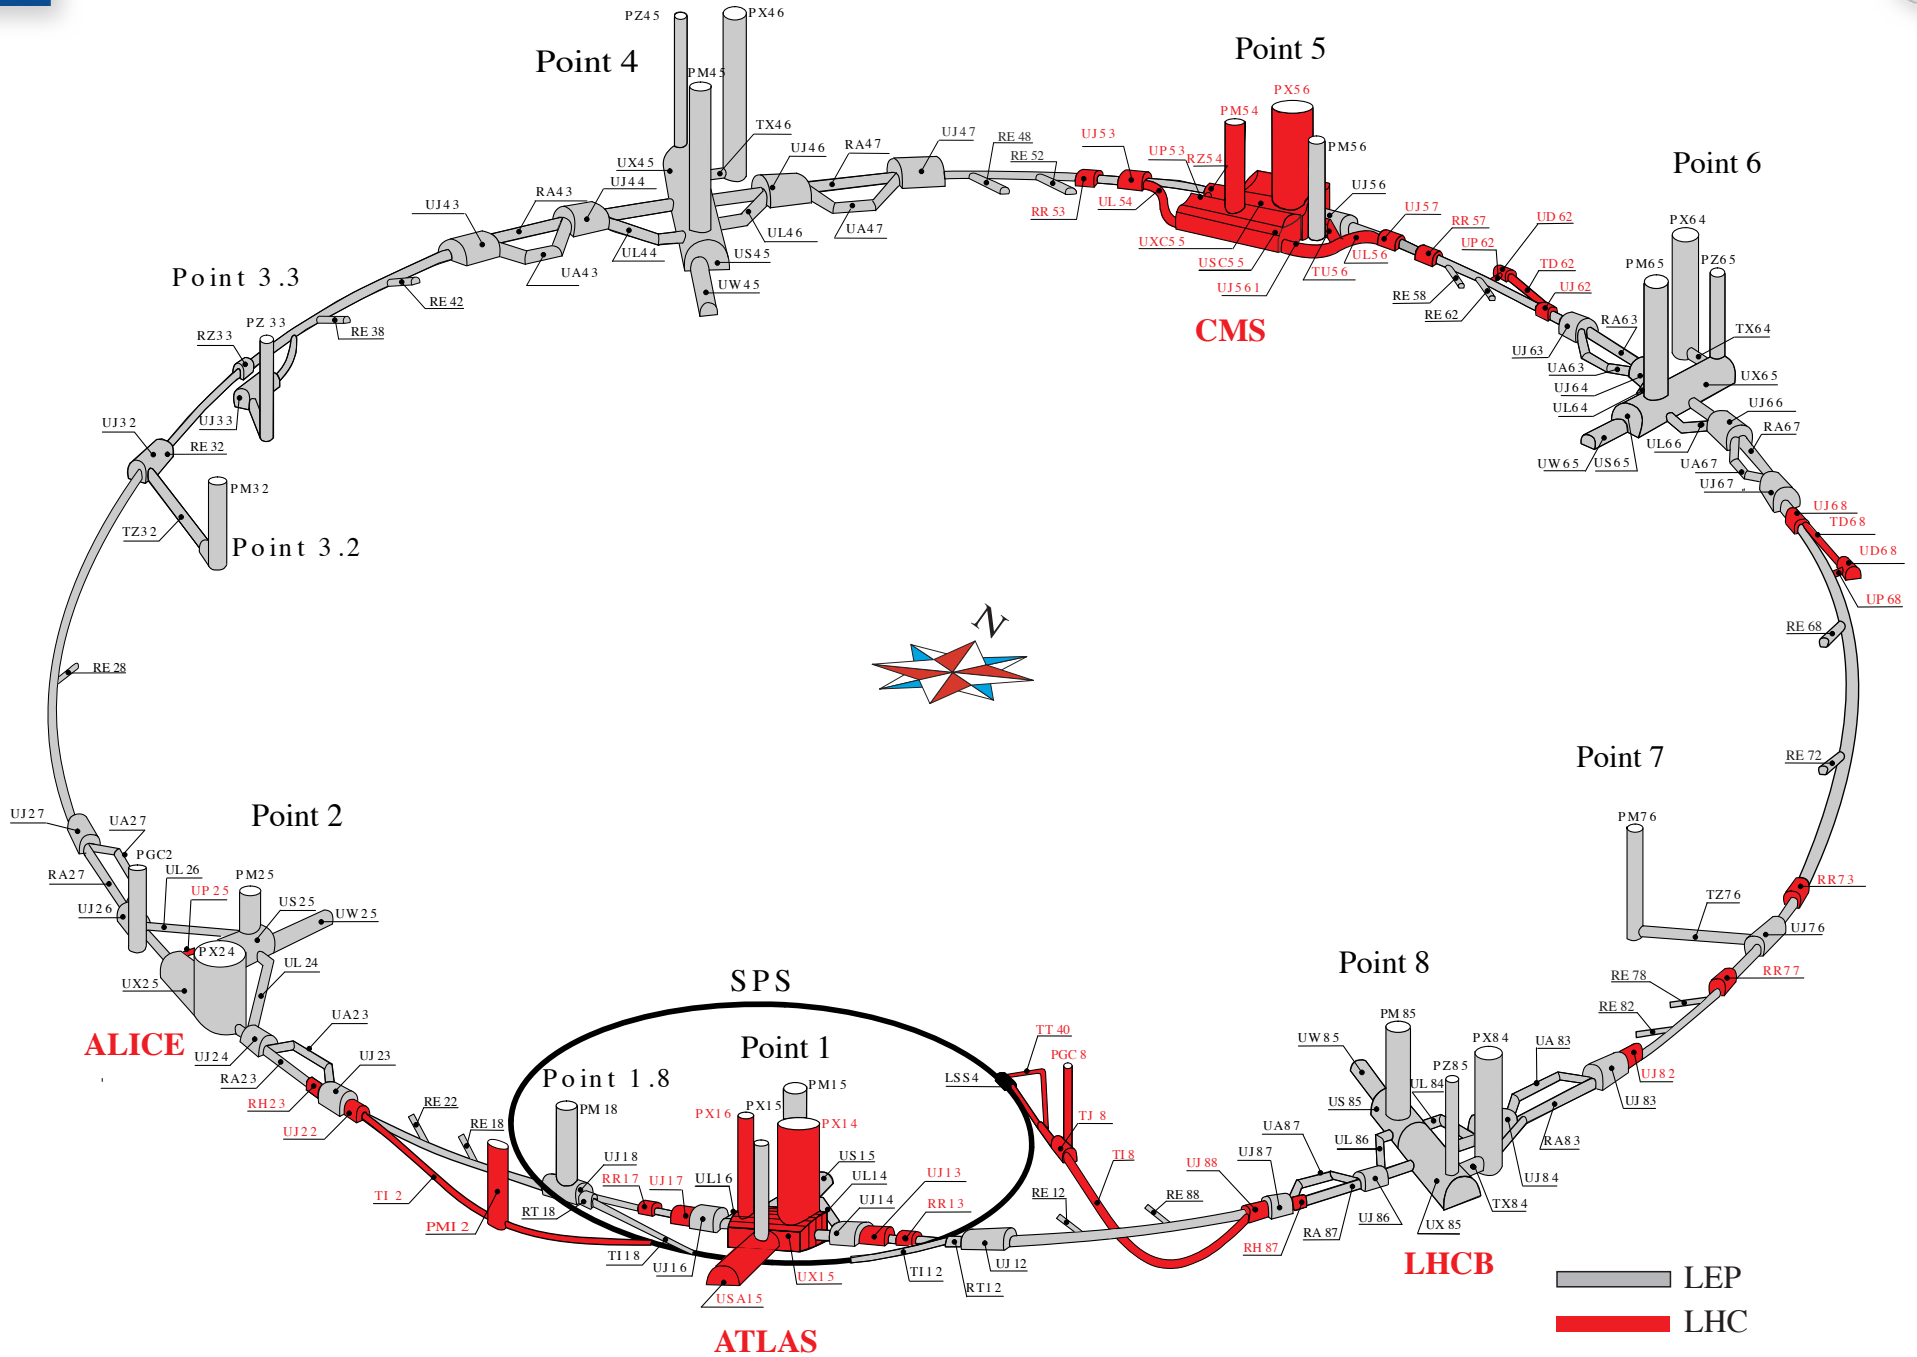 PZ45
PX46
Point 4
PM45
TX46
UX45
UJ46
RA47
UJ47
RE 48
RE 52
UJ44
RA43
UJ43
UL46
UA47
UL44
US45
UA43
UW45
Point 5
PX56
PM54
UJ53
UP53
RZ54
PM56
UJ56
RR 53
UL 54
UJ57
RR 57
UD 62
UP 62
UXC55
USC55
UL56
TU56
UJ561
TD 62
UJ 62
RE 58
RE 62
CMS
Point 6
PX64
PM65
PZ65
RA63
TX64
UJ 63
UA63
UJ64
UL64
UX65
UJ66
RA67
UL66
UW65
US65
UA67
UJ67
UJ68
TD68
UD68
UP 68
RE 68
RE 72
Point 3.3
RE 42
PZ 33
RE 38
RZ33
UJ33
UJ32
RE 32
PM32
TZ32
Point 3.2
RE 28
N
Point 7
PM76
RR73
TZ76
UJ76
RR77
RE 78
RE 82
UJ27
UA27
Point 2
PGC2
UL 26
PM25
RA27
UP 25
US25
UJ26
UW25
PX24
UL 24
UX25
UA23
ALICE
UJ24
UJ 23
RA23
RH23
UJ22
RE 22
RE 18
TI 2
PMI 2
SPS
Point 1
Point 1.8
PM 18
PM15
PX15
PX16
PX14
LSS4
TT 40
PGC 8
TJ 8
TI8
UJ18
RR17
UJ17
UL16
US15
UL14
UJ13
UJ14
RR13
RT 18
TI18
UJ16
UX15
USA15
TI12
RT12
UJ 12
ATLAS
RE 12
RE 88
Point 8
PM 85
UW85
PX84
PZ85
UA 83
UL 84
US 85
UJ82
UJ 83
UA87
UL 86
RA83
UJ87
UJ 88
UJ84
TX84
RH 87
RA 87
UJ 86
UX 85
LHCB
LEP
LHC